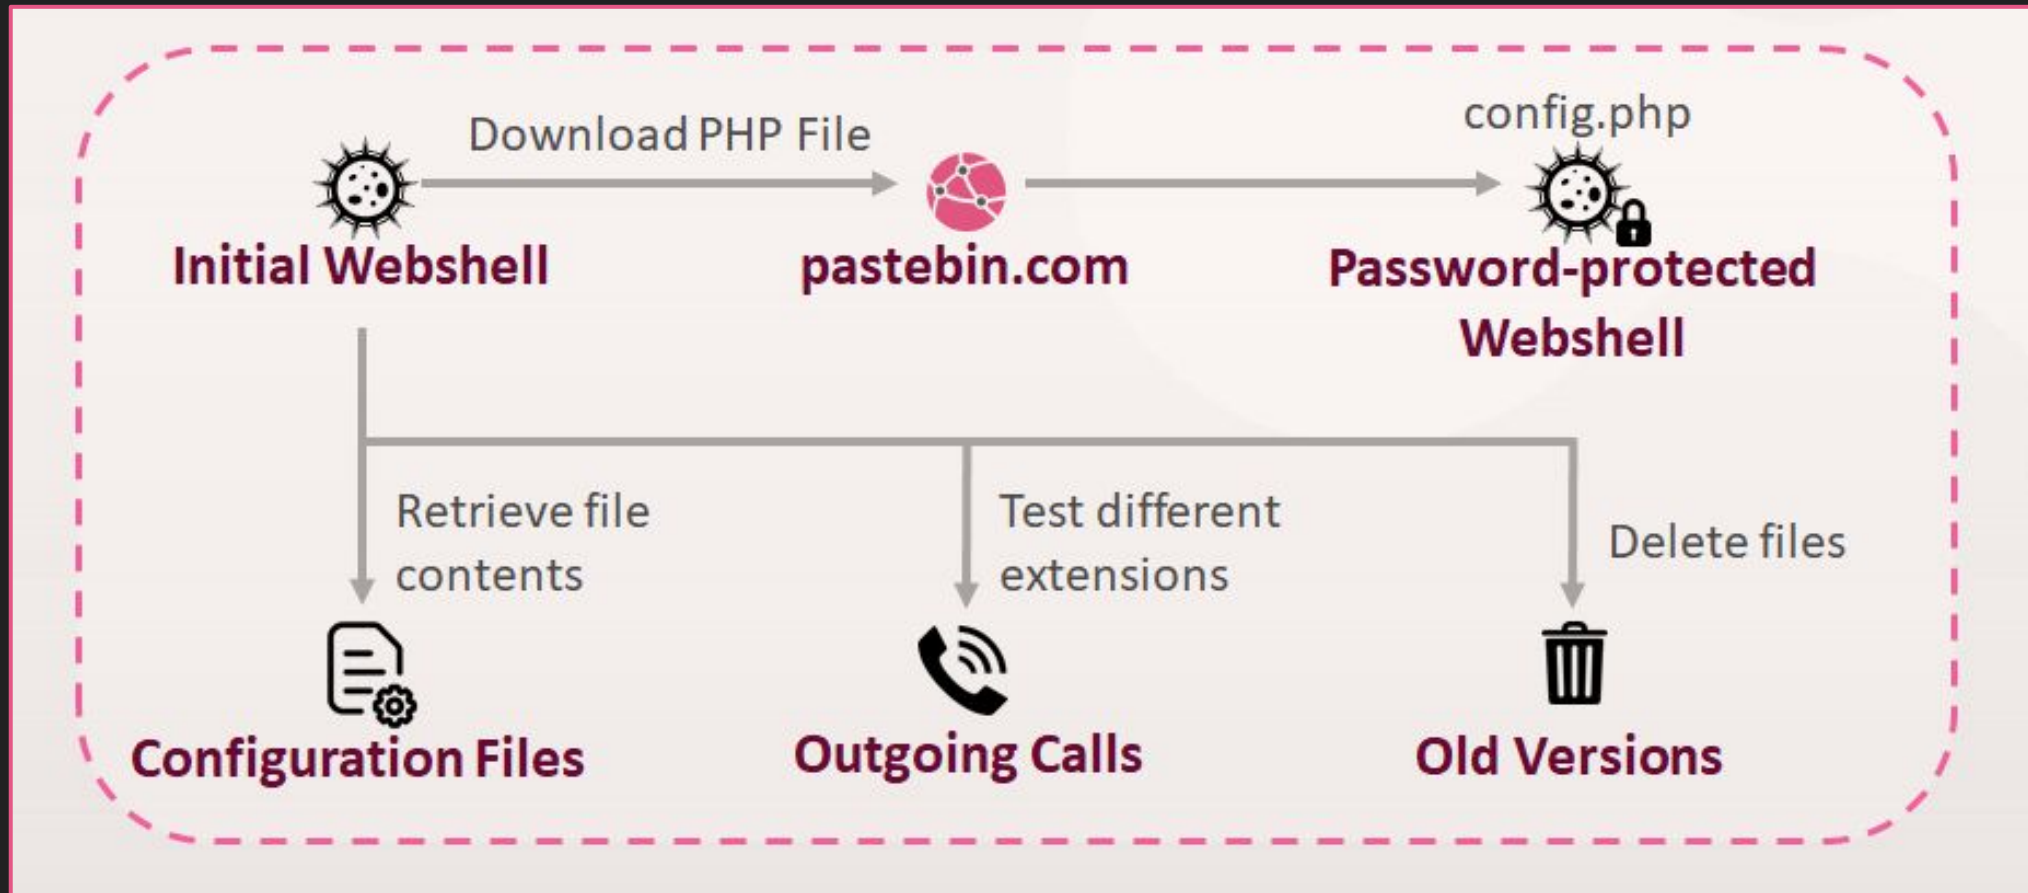 Download PHP File
config.php
Initial Webshell
pastebin.com
Password-protected
Webshell
Retrieve file
contents
Test different
extensions
Delete files
Configuration Files
Outgoing Calls
Old Versions